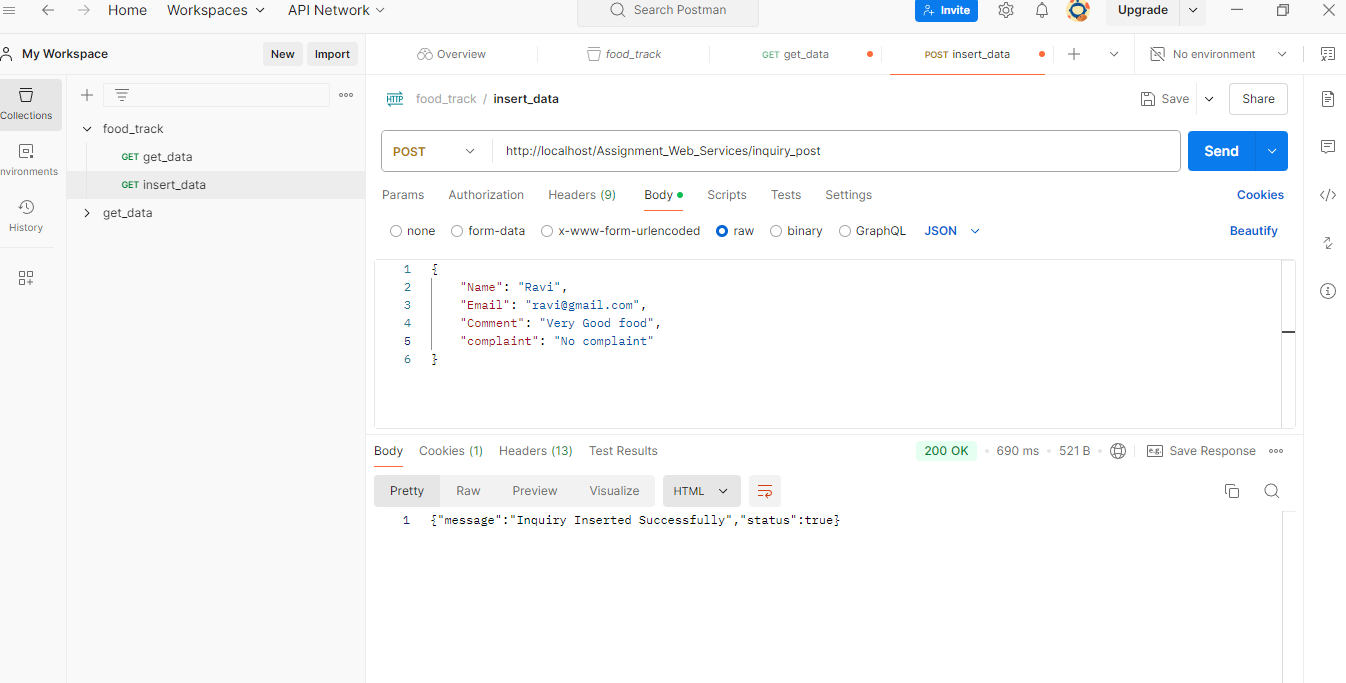 Home Workspaces API Network Search Postman Invite Upgrade
My Workspace New Import Overview food_track GET get_data POST insert_data No environment
Collections
food_track / insert_data Save Share
food_track
GET get_data
GET insert_data
get_data
nvironments
History
POST http://localhost/Assignment_Web_Services/inquiry_post Send
Params Authorization Headers (9) Body Scripts Tests Settings Cookies
none form-data x-www-form-urlencoded raw binary GraphQL JSON Beautify
1 {
2 "Name": "Ravi",
3 "Email": "ravi@gmail.com",
4 "Comment": "Very Good food",
5 "complaint": "No complaint"
6 }
Body Cookies (1) Headers (13) Test Results 200 OK 690 ms 521 B e.g. Save Response
Pretty Raw Preview Visualize HTML
1 {"message":"Inquiry Inserted Successfully","status":true}